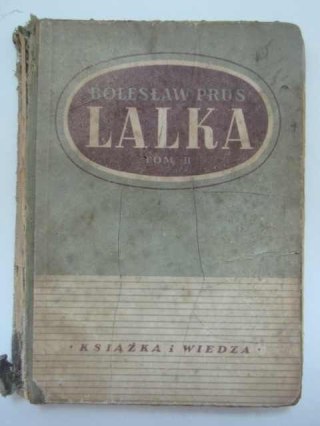 BOLESŁAW PRUS
LALKA
TOM II
· KSIĄŻKA i WIEDZA ·